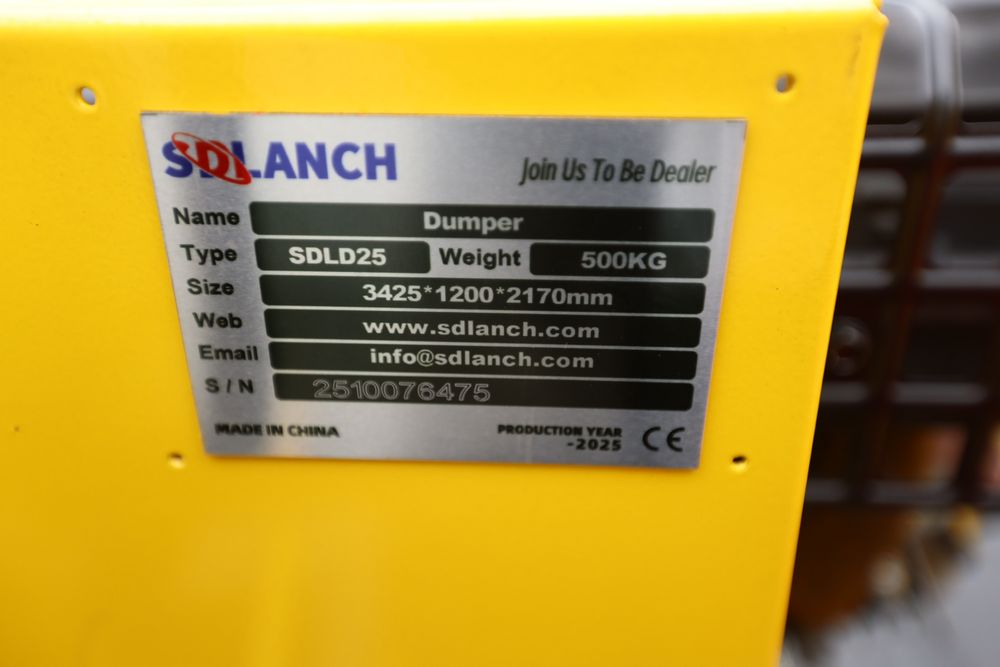 SDLANCH
Join Us To Be Dealer
Name Dumper
Type SDLD25 Weight 500KG
Size 3425*1200*2170mm
Web www.sdlanch.com
Email info@sdlanch.com
S/N 2510076475
MADE IN CHINA
PRODUCTION YEAR
-2025
CE